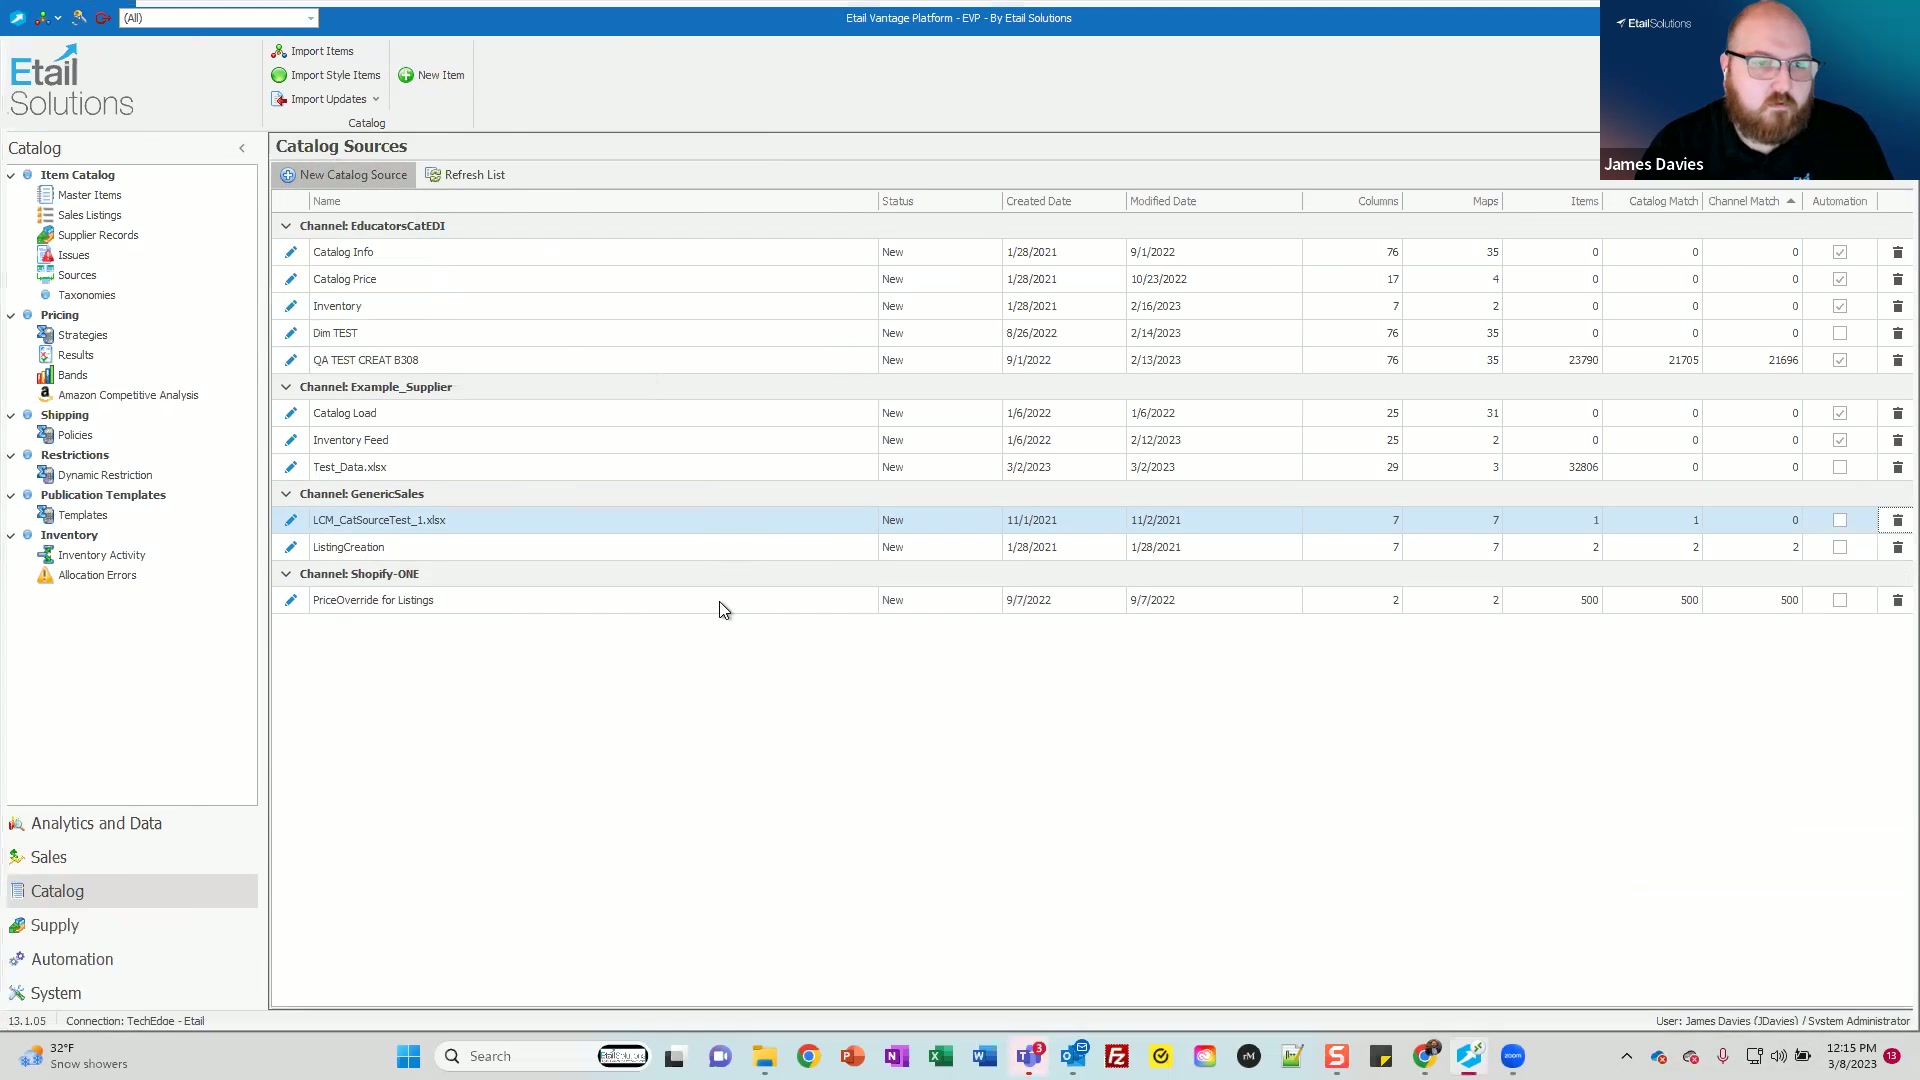 (All)
Etail Vantage Platform - EVP - By Etail Solutions
EtailSolutions
James Davies
Etail
Solutions
Import Items
Import Style Items
New Item
Import Updates
Catalog
Catalog
Item Catalog
Master Items
Sales Listings
Supplier Records
Issues
Sources
Taxonomies
Pricing
Strategies
Results
Bands
Amazon Competitive Analysis
Shipping
Policies
Restrictions
Dynamic Restriction
Publication Templates
Templates
Inventory
Inventory Activity
Allocation Errors
Analytics and Data
Sales
Catalog
Supply
Automation
System
Catalog Sources
New Catalog Source Refresh List
Name Status Created Date Modified Date Columns Maps Items Catalog Match Channel Match Automation
Channel: EducatorsCatEDI
Catalog Info New 1/28/2021 9/1/2022 76 35 0 0 0
Catalog Price New 1/28/2021 10/23/2022 17 4 0 0 0
Inventory New 1/28/2021 2/16/2023 7 2 0 0 0
Dim TEST New 8/26/2022 2/14/2023 76 35 0 0 0
QA TEST CREAT B308 New 9/1/2022 2/13/2023 76 35 23790 21705 21696
Channel: Example_Supplier
Catalog Load New 1/6/2022 1/6/2022 25 31 0 0 0
Inventory Feed New 1/6/2022 2/12/2023 25 2 0 0 0
Test_Data.xlsx New 3/2/2023 3/2/2023 29 3 32806 0 0
Channel: GenericSales
LCM_CatSourceTest_1.xlsx New 11/1/2021 11/2/2021 7 7 1 1 0
ListingCreation New 1/28/2021 1/28/2021 7 7 2 2 2
Channel: Shopify-ONE
PriceOverride for Listings New 9/7/2022 9/7/2022 2 2 500 500 500
13.1.05 Connection: TechEdge - Etail
User: James Davies (JDavies) / System Administrator
32°F
Snow showers
Search
EtailSolutions
3
rM
zoom
12:15 PM
3/8/2023
13